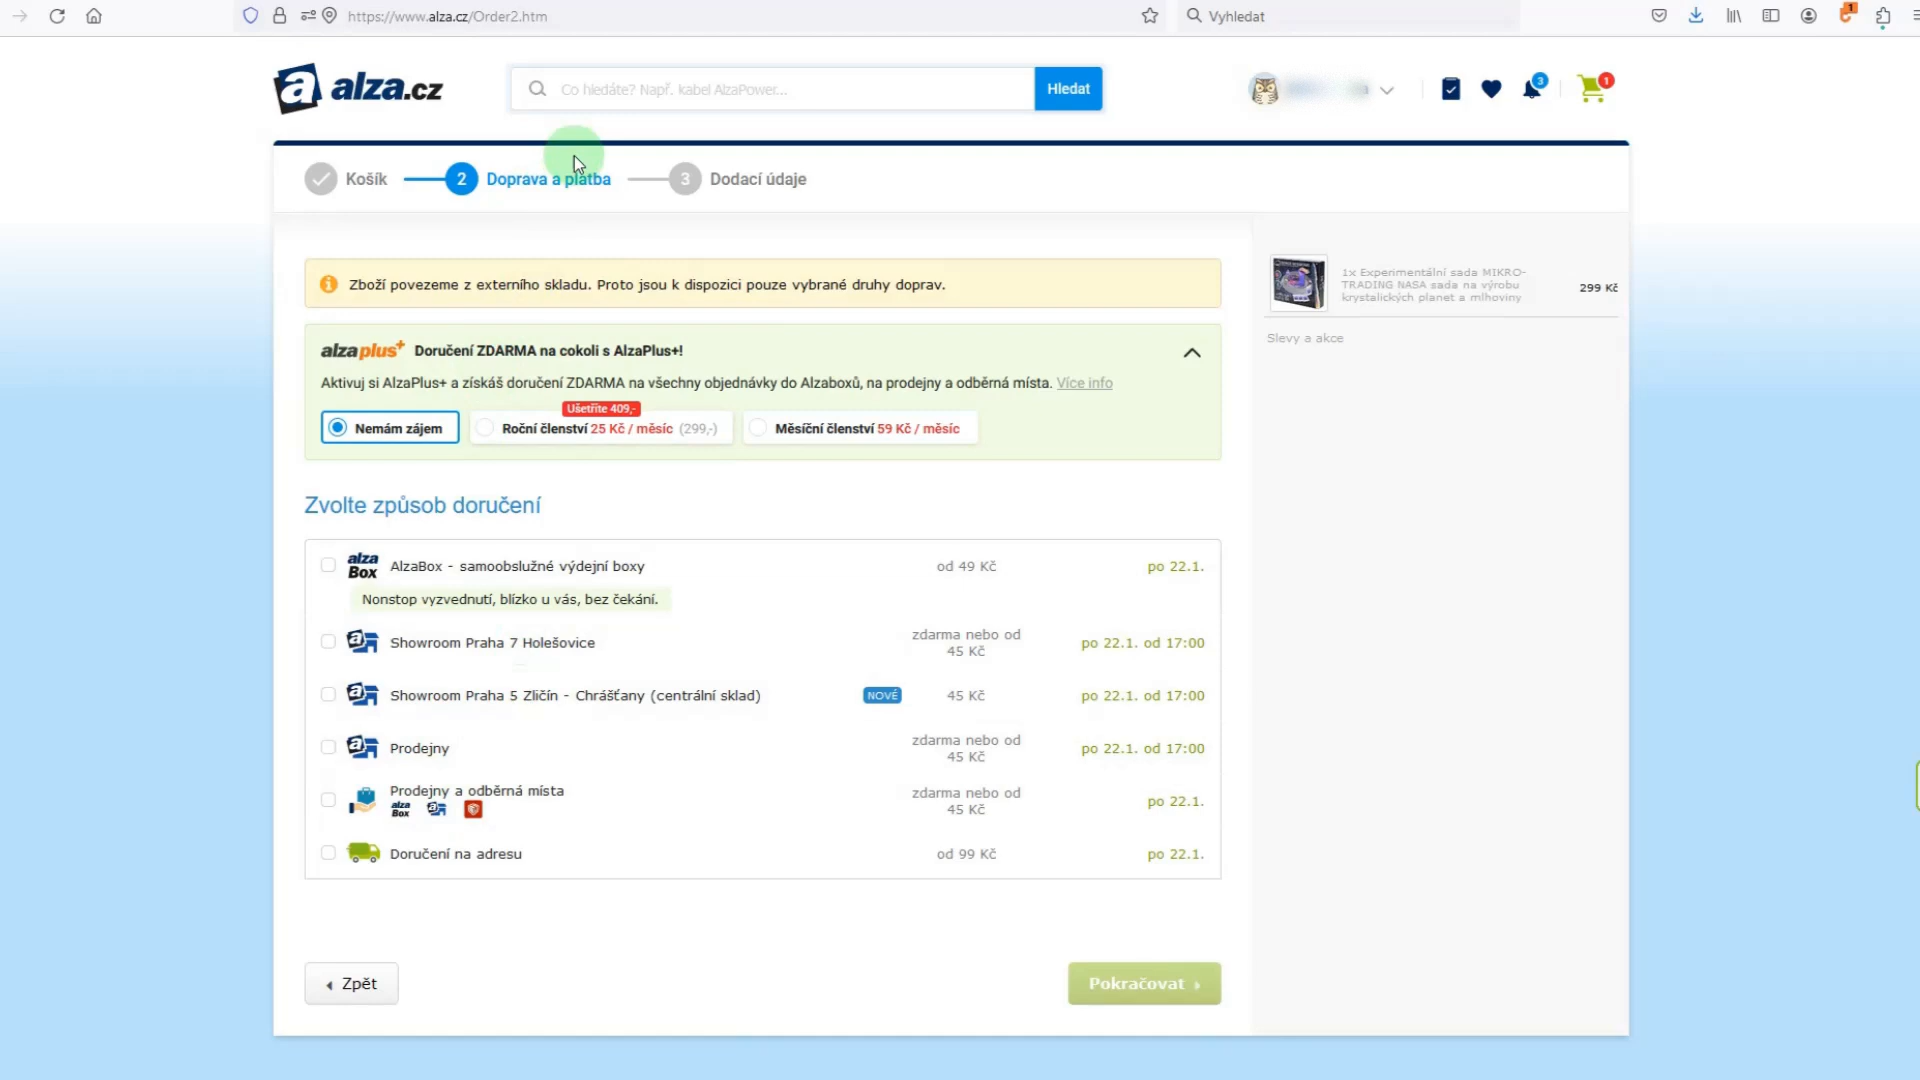 https://www.alza.cz/Order2.htm
Vyhledat
1
alza.cz
Co hledáte? Např. kabel AlzaPower...
Hledat
3
1
Košík
2
Doprava a platba
3
Dodací údaje
Zboží povezeme z externího skladu. Proto jsou k dispozici pouze vybrané druhy doprav.
1x Experimentální sada MIKRO-
TRADING NASA sada na výrobu
krystalických planet a mlhoviny
299 Kč
Slevy a akce
alzaplus+ Doručení ZDARMA na cokoli s AlzaPlus+!
Aktivuj si AlzaPlus+ a získáš doručení ZDARMA na všechny objednávky do Alzaboxů, na prodejny a odběrná místa. Více info
Ušetříte 409,-
Nemám zájem
Roční členství 25 Kč / měsíc (299,-)
Měsíční členství 59 Kč / měsíc
Zvolte způsob doručení
alza Box
AlzaBox - samoobslužné výdejní boxy
od 49 Kč
po 22.1.
Nonstop vyzvednutí, blízko u vás, bez čekání.
Showroom Praha 7 Holešovice
zdarma nebo od
45 Kč
po 22.1. od 17:00
Showroom Praha 5 Zličín - Chrášťany (centrální sklad)
NOVÉ
45 Kč
po 22.1. od 17:00
Prodejny
zdarma nebo od
45 Kč
po 22.1. od 17:00
Prodejny a odběrná místa
alza Box
zdarma nebo od
45 Kč
po 22.1.
Doručení na adresu
od 99 Kč
po 22.1.
Zpět
Pokračovat